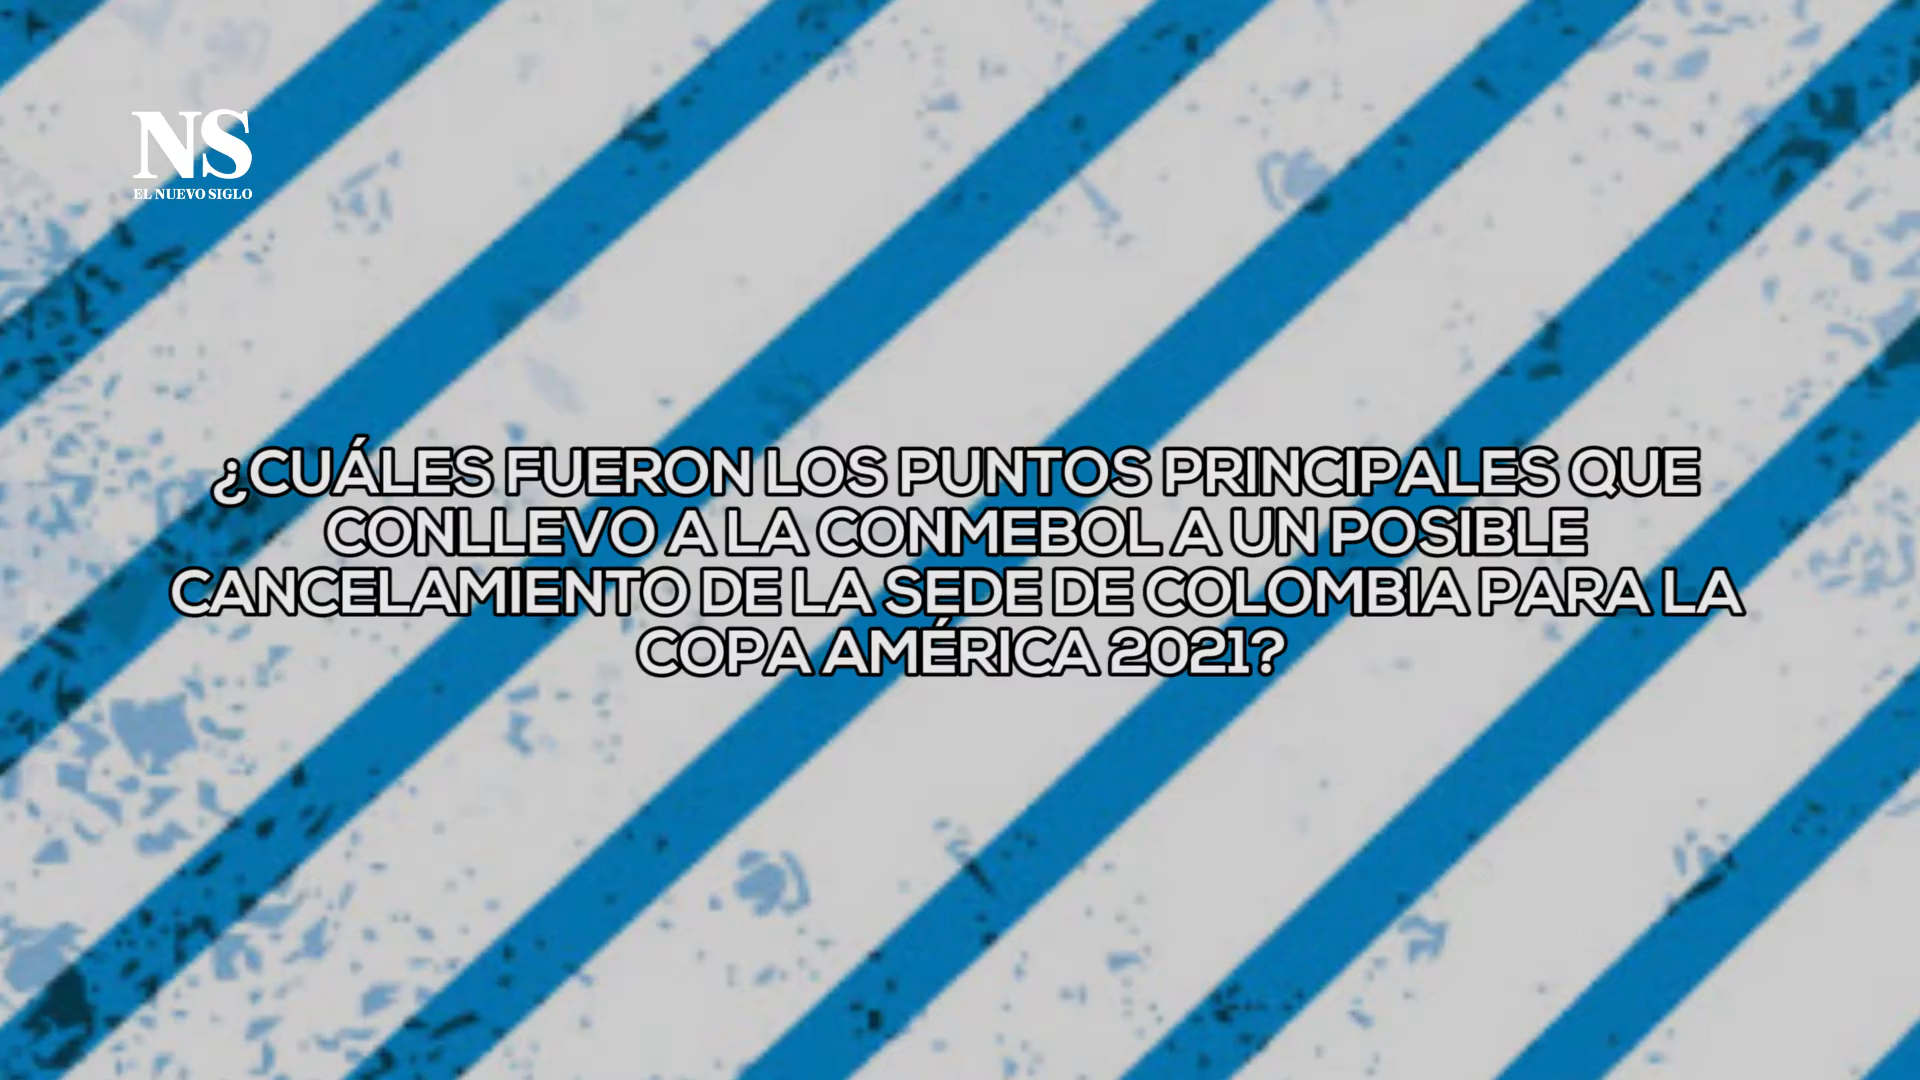 NS
EL NUEVO SIGLO
¿CUÁLES FUERON LOS PUNTOS PRINCIPALES QUE
CONLLEVO A LA CONMEBOL A UN POSIBLE
CANCELAMIENTO DE LA SEDE DE COLOMBIA PARA LA
COPA AMÉRICA 2021?